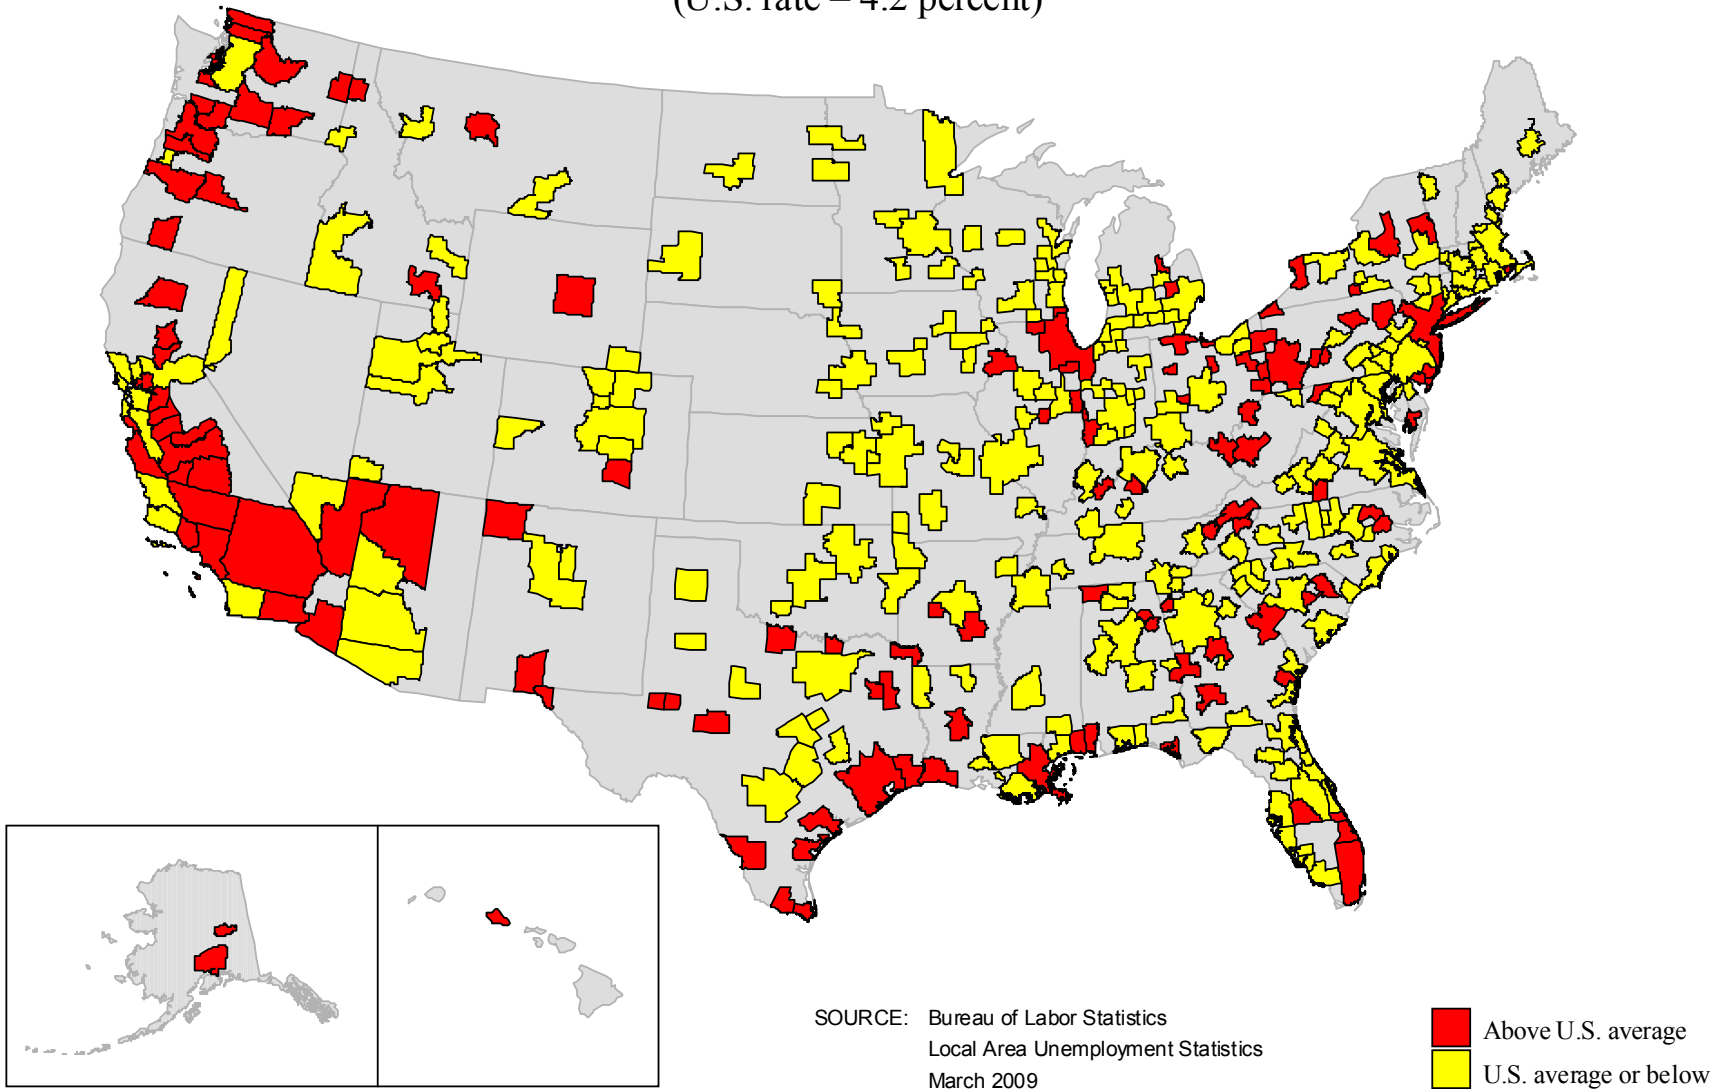 (U.S. rate = 4.2 percent)
SOURCE: Bureau of Labor Statistics
Local Area Unemployment Statistics
March 2009
Above U.S. average
U.S. average or below